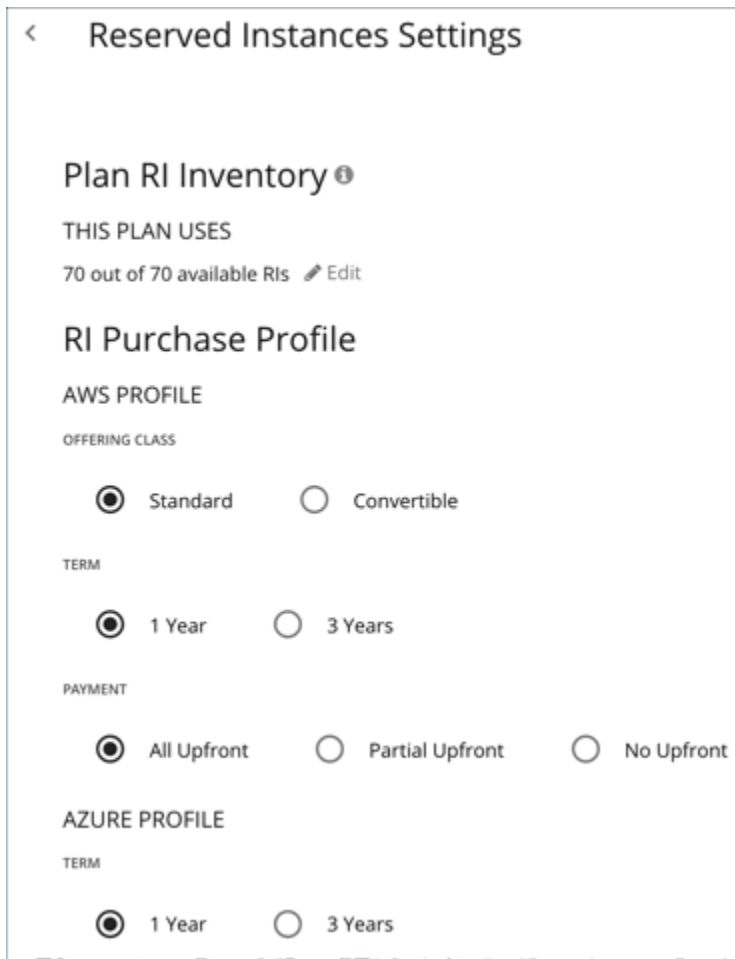 Reserved Instances Settings
Plan RI Inventory
THIS PLAN USES
70 out of 70 available RIs Edit
RI Purchase Profile
AWS PROFILE
OFFERING CLASS
Standard Convertible
TERM
1 Year 3 Years
PAYMENT
All Upfront Partial Upfront No Upfront
AZURE PROFILE
TERM
1 Year 3 Years